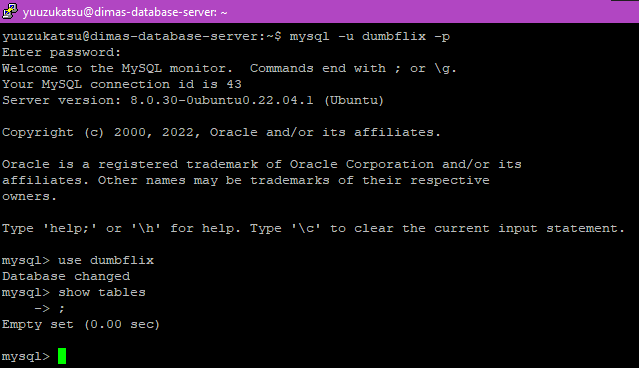 yuuzukatsu@dimas-database-server: ~
yuuzukatsu@dimas-database-server:~$ mysql -u dumbflix -p
Enter password:
Welcome to the MySQL monitor.  Commands end with ; or \g.
Your MySQL connection id is 43
Server version: 8.0.30-0ubuntu0.22.04.1 (Ubuntu)
Copyright (c) 2000, 2022, Oracle and/or its affiliates.
Oracle is a registered trademark of Oracle Corporation and/or its
affiliates. Other names may be trademarks of their respective
owners.
Type 'help;' or '\h' for help. Type '\c' to clear the current input statement.
mysql> use dumbflix
Database changed
mysql> show tables
    -> ;
Empty set (0.00 sec)
mysql>